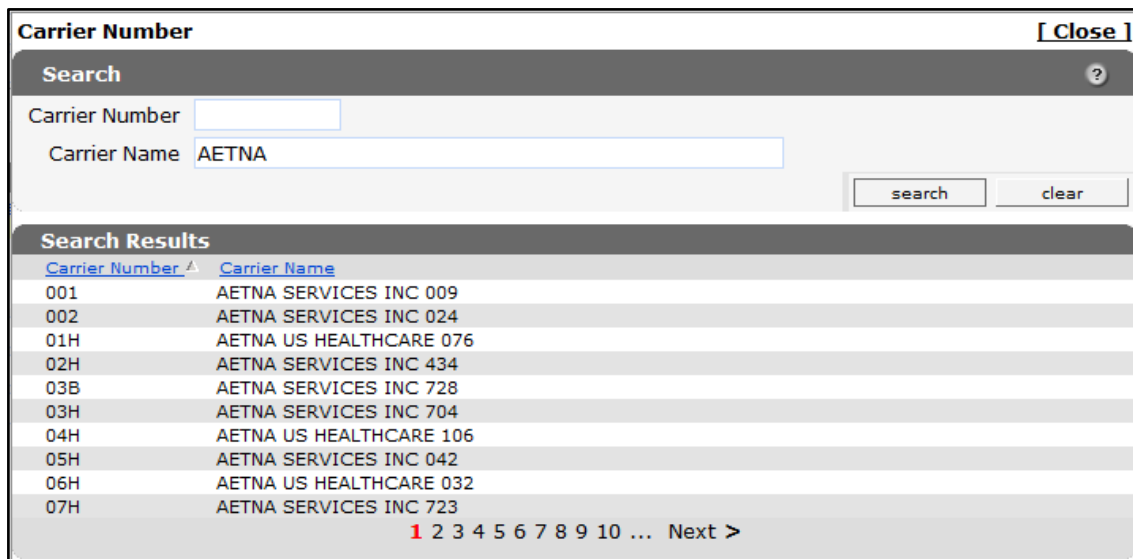 Carrier Number [ Close ]
Search ?
Carrier Number
Carrier Name AETNA
search clear
Search Results
Carrier Number Carrier Name
001 AETNA SERVICES INC 009
002 AETNA SERVICES INC 024
01H AETNA US HEALTHCARE 076
02H AETNA SERVICES INC 434
03B AETNA SERVICES INC 728
03H AETNA SERVICES INC 704
04H AETNA US HEALTHCARE 106
05H AETNA SERVICES INC 042
06H AETNA US HEALTHCARE 032
07H AETNA SERVICES INC 723
1 2 3 4 5 6 7 8 9 10 ... Next >